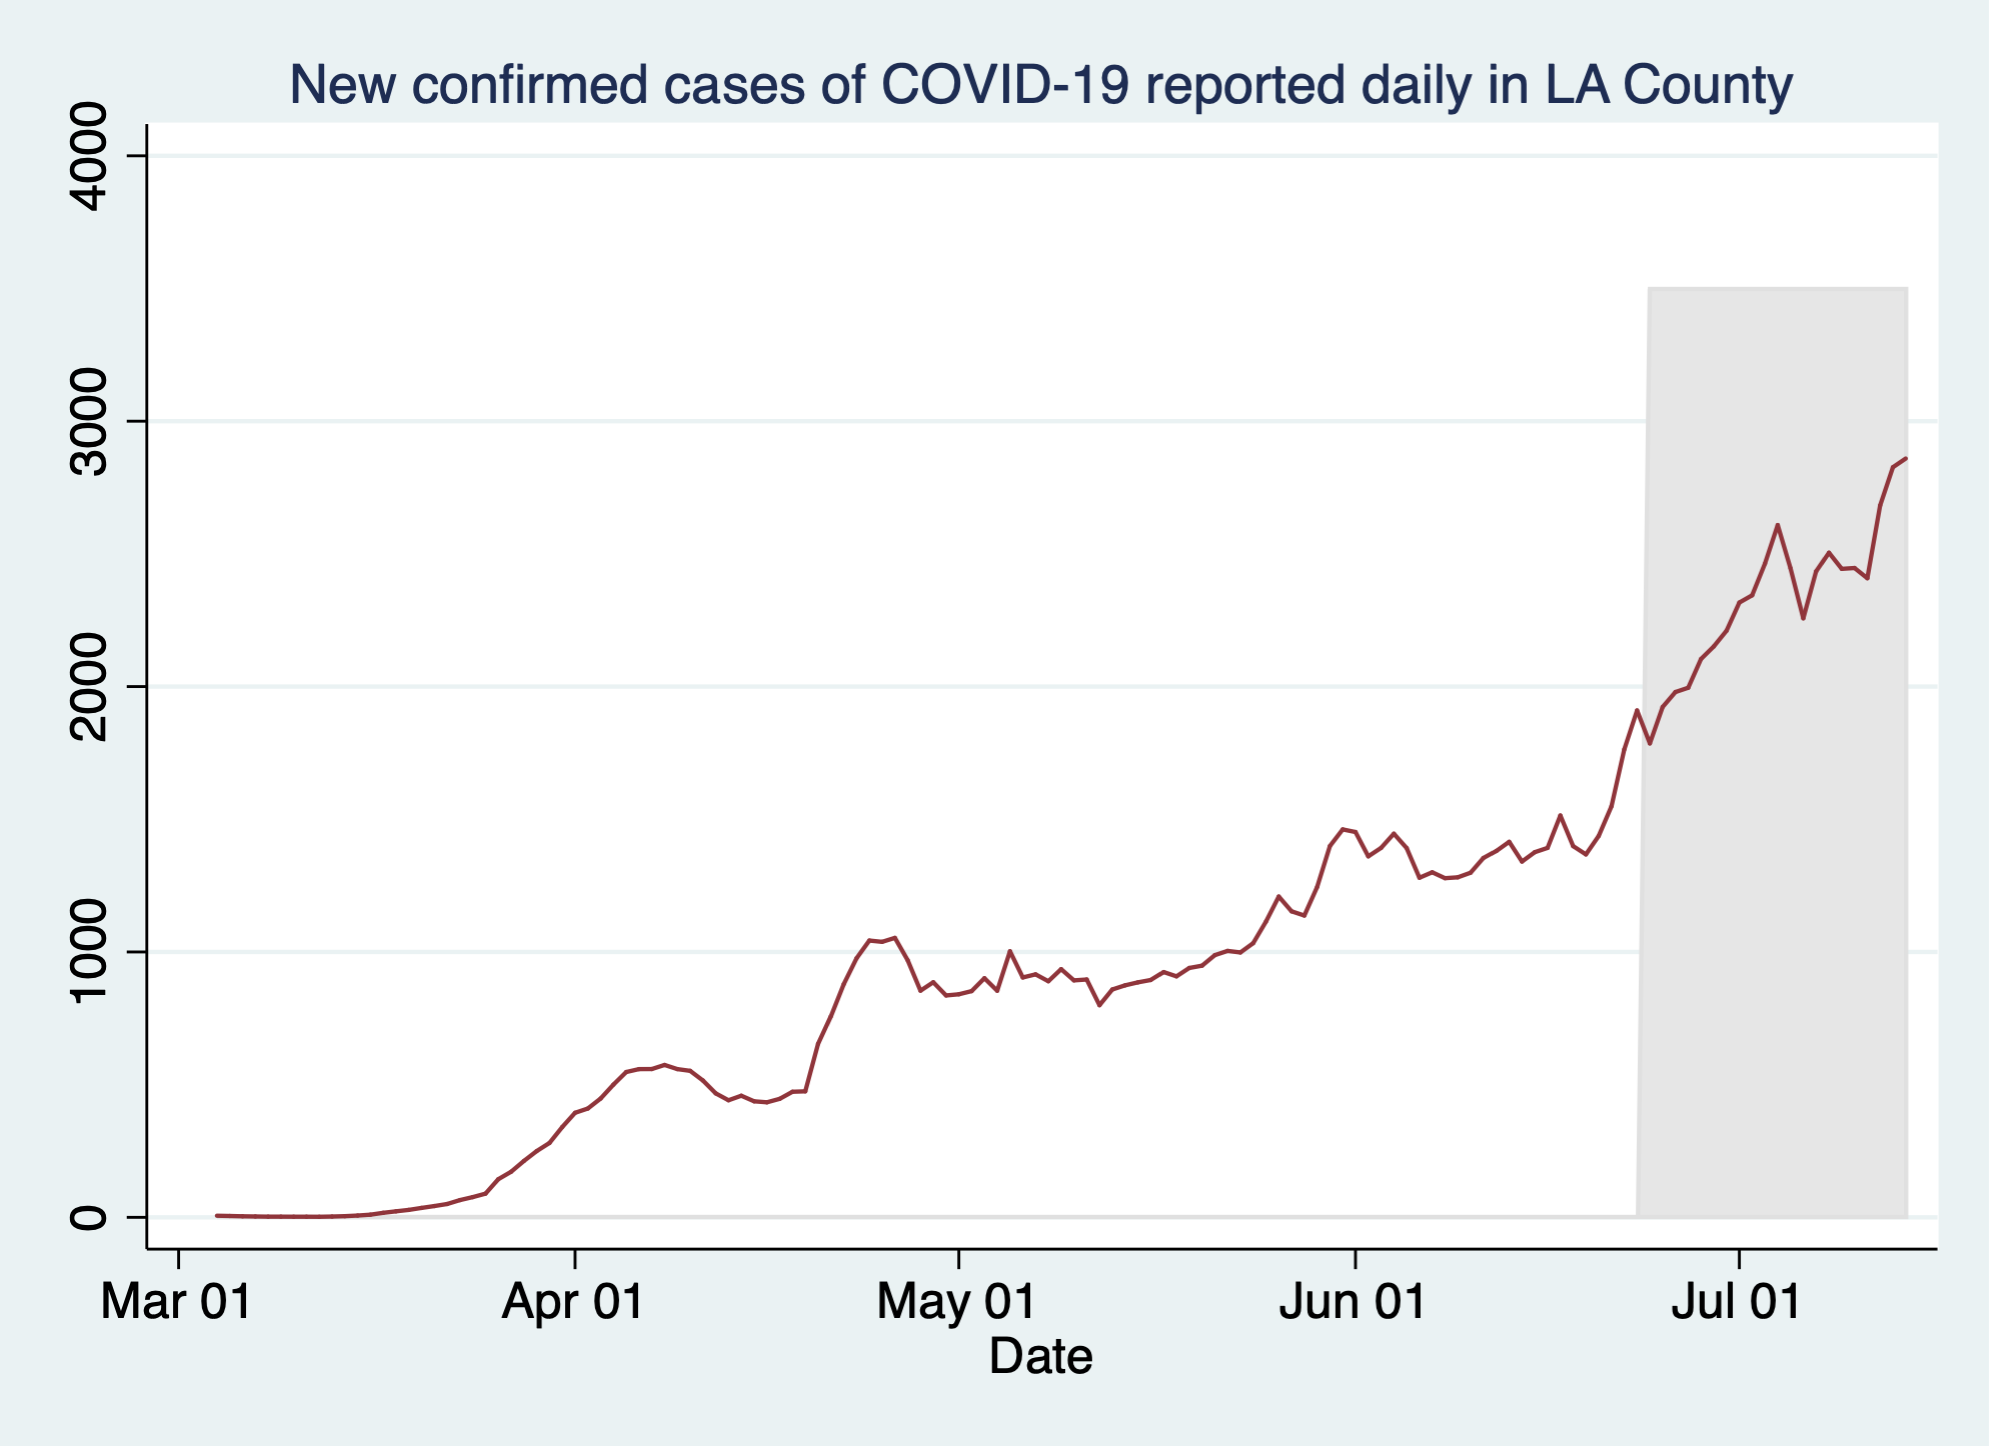 New confirmed cases of COVID-19 reported daily in LA County
4000
3000
2000
1000
0
Mar 01 Apr 01 May 01 Jun 01 Jul 01
Date